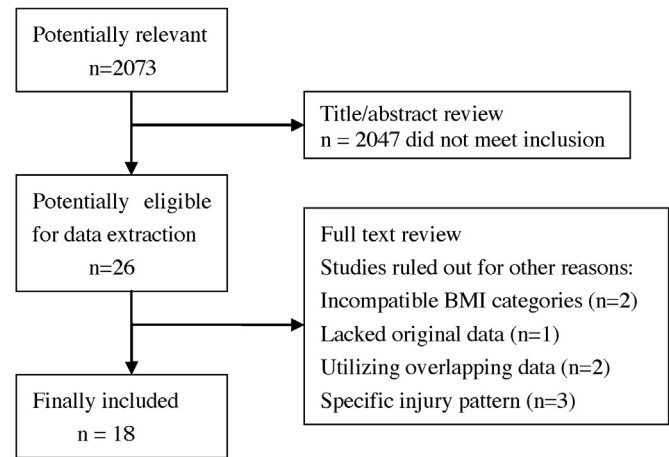 Potentially relevant
n=2073
Title/abstract review
n = 2047 did not meet inclusion
Potentially eligible
for data extraction
n=26
Full text review
Studies ruled out for other reasons:
Incompatible BMI categories (n=2)
Lacked original data (n=1)
Utilizing overlapping data (n=2)
Specific injury pattern (n=3)
Finally included
n = 18